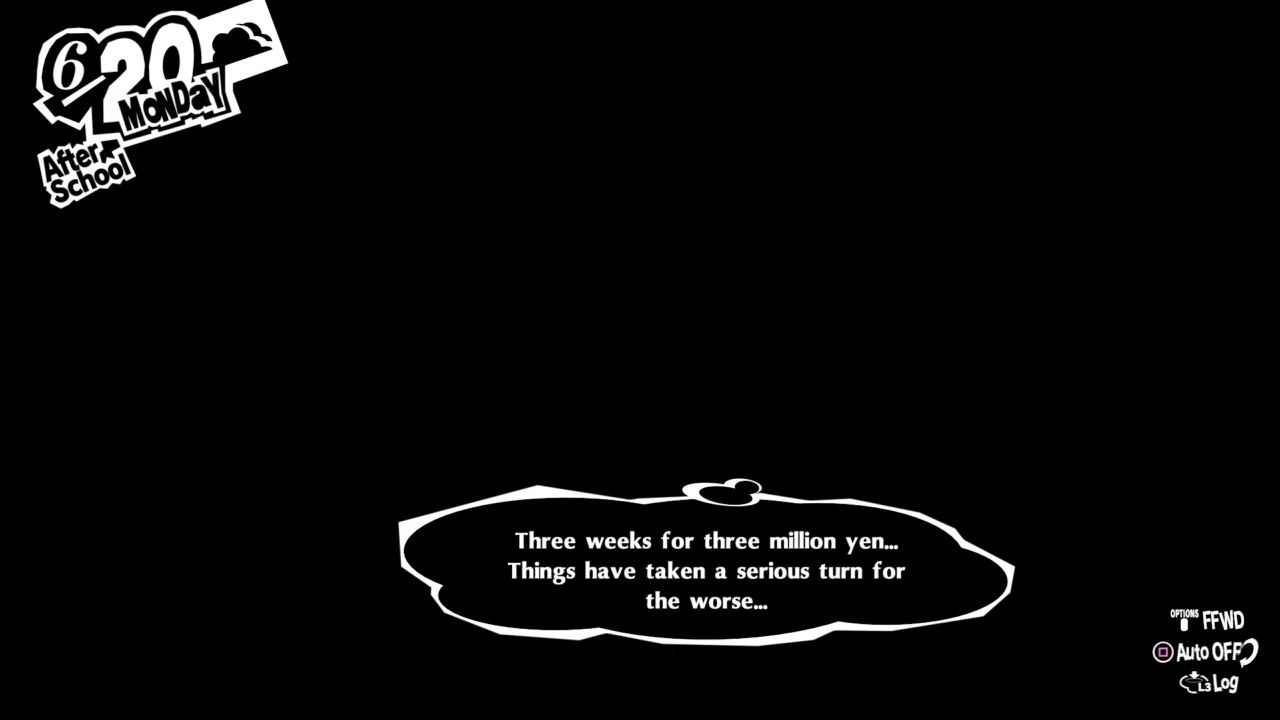 6/20
MONDAY
After
School
Three weeks for three million yen...
Things have taken a serious turn for
the worse...
OPTIONS FFWD
Auto OFF
L3 Log